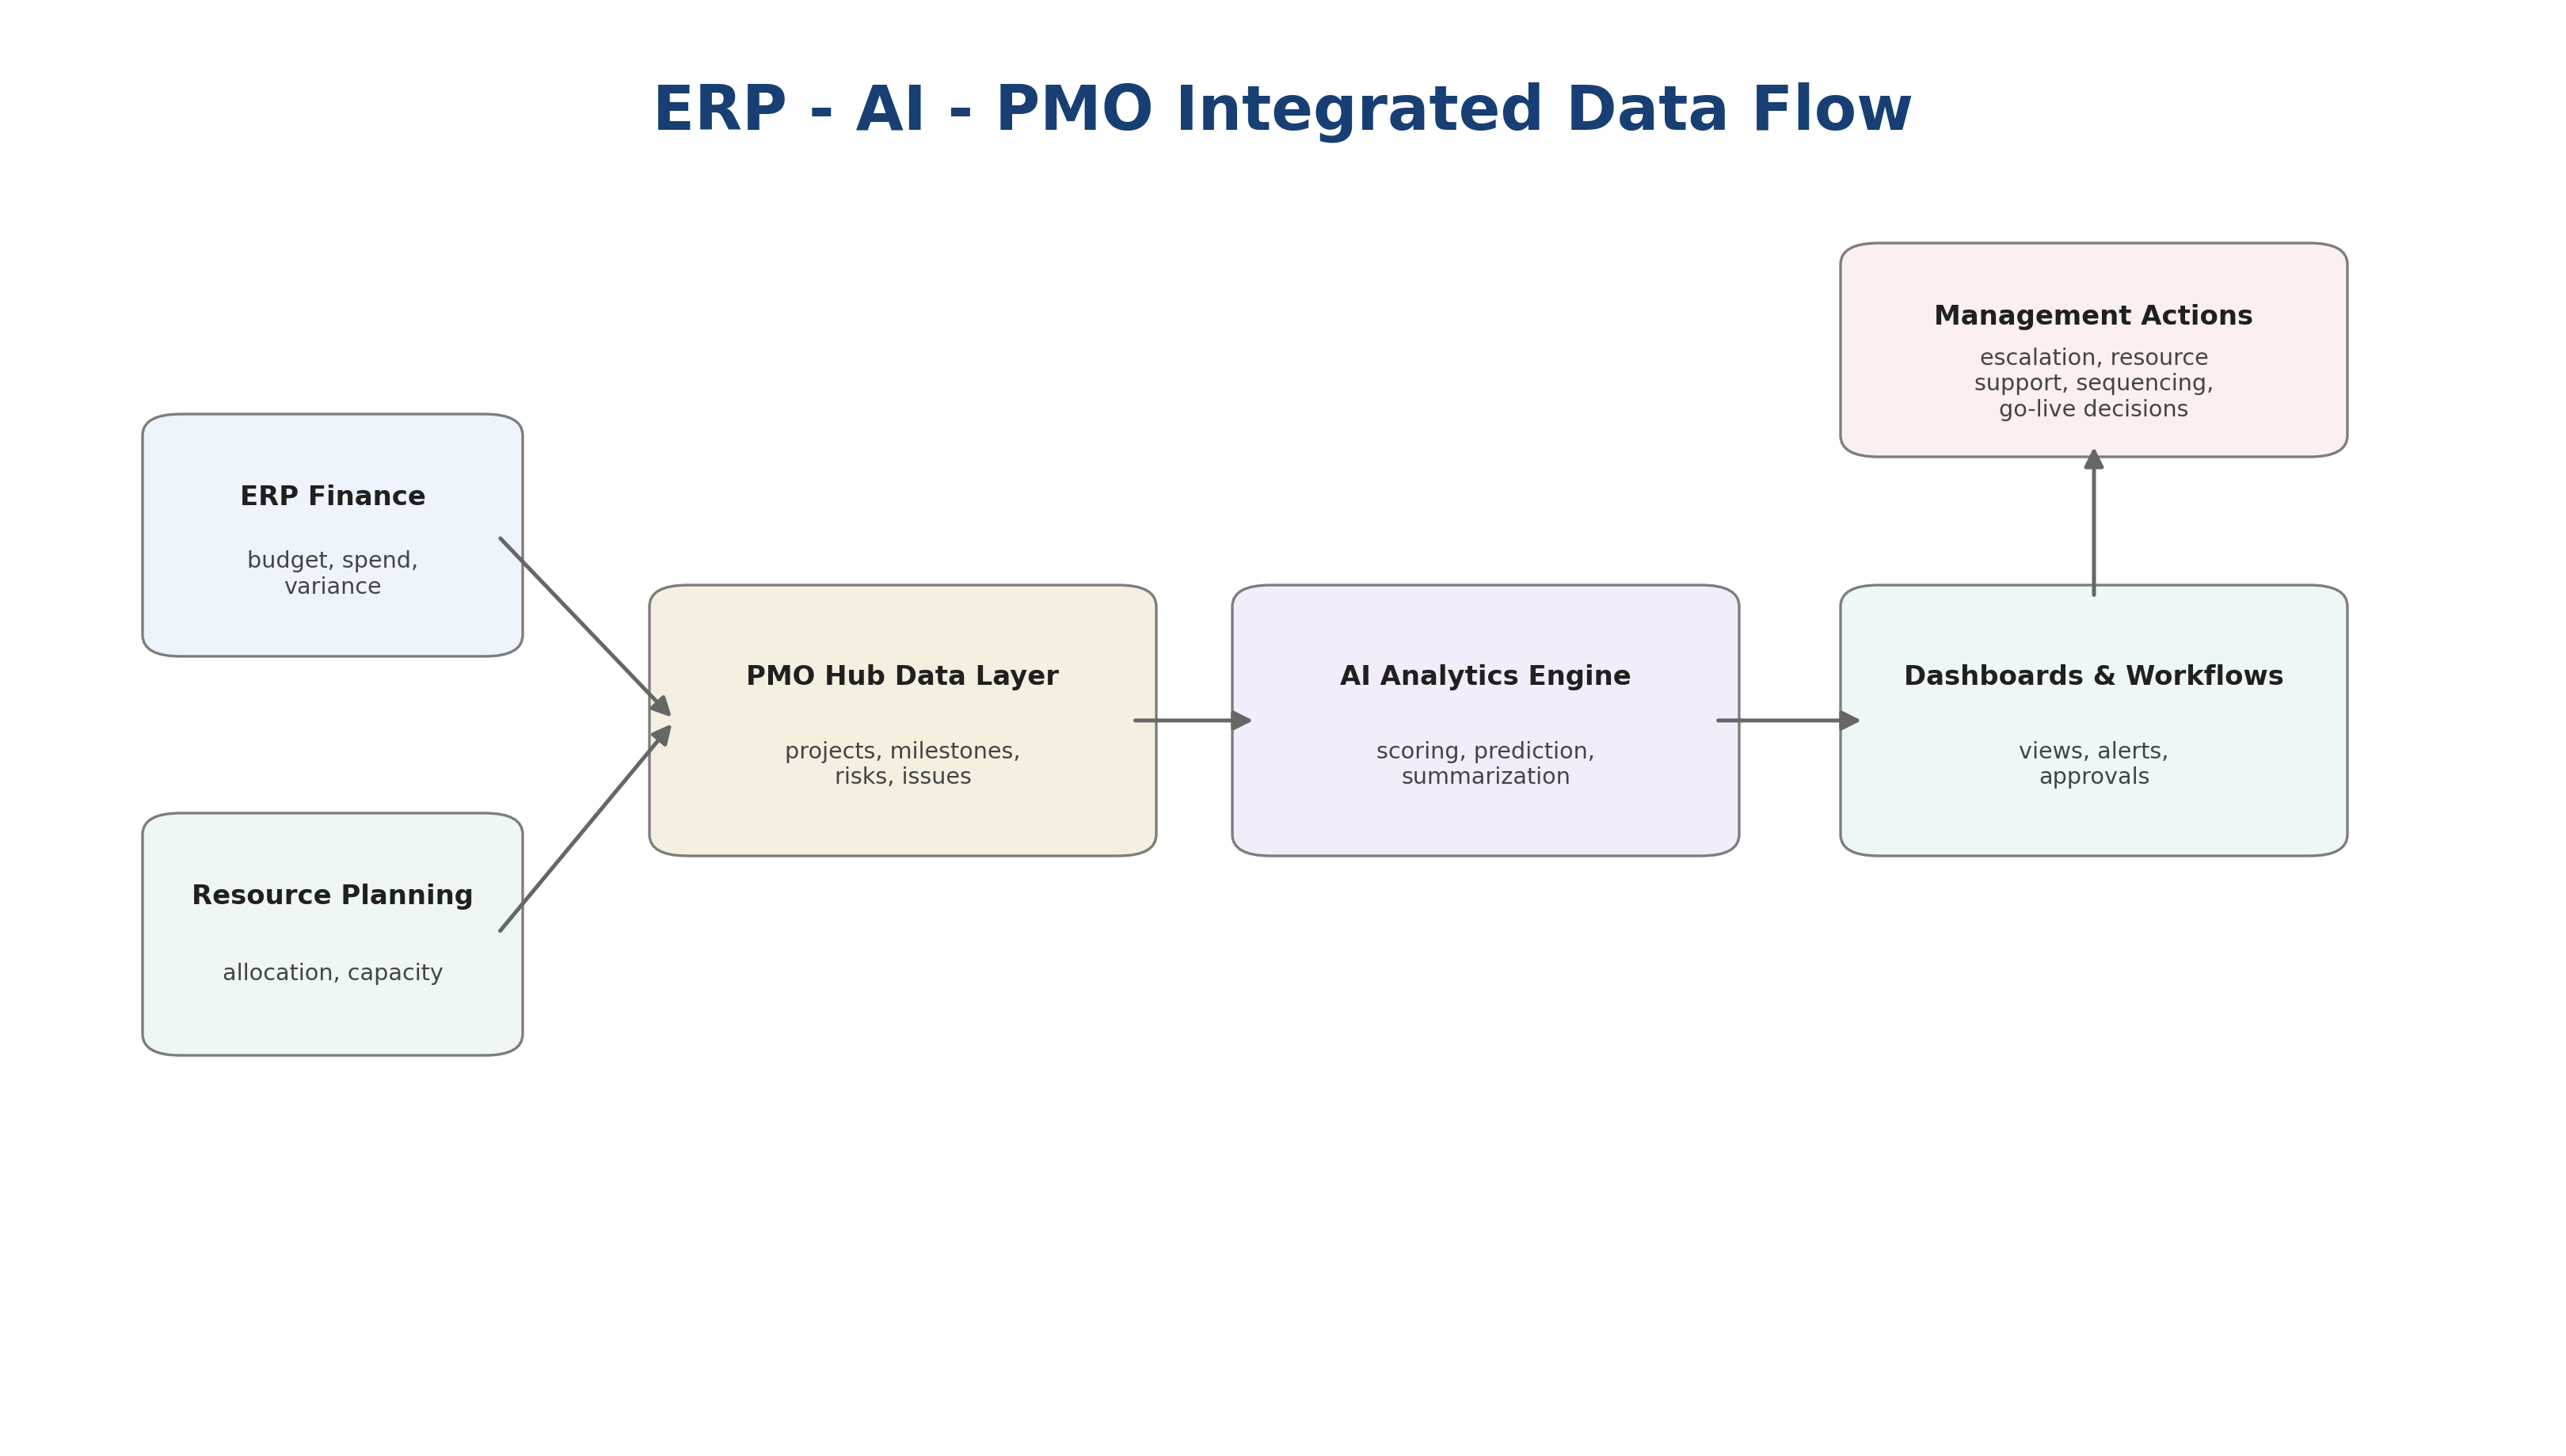 ERP - AI - PMO Integrated Data Flow
ERP Finance
budget, spend,
variance
Resource Planning
allocation, capacity
PMO Hub Data Layer
projects, milestones,
risks, issues
AI Analytics Engine
scoring, prediction,
summarization
Dashboards & Workflows
views, alerts,
approvals
Management Actions
escalation, resource
support, sequencing,
go-live decisions